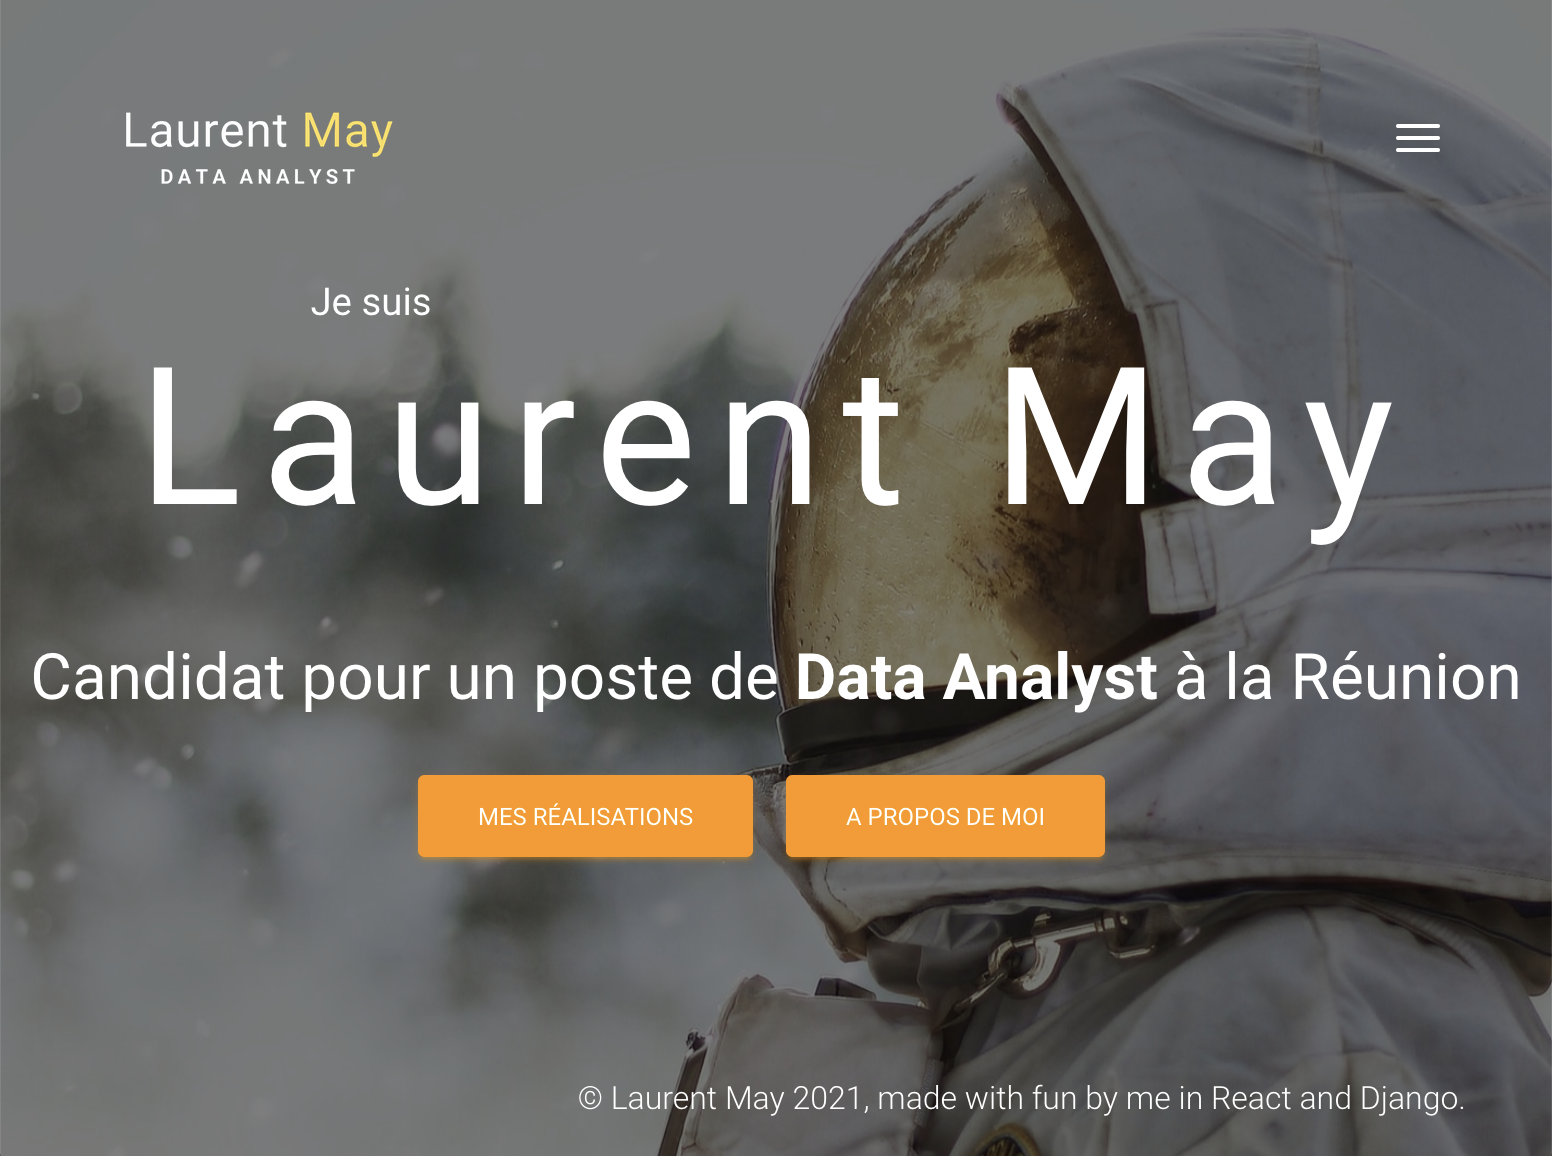 Laurent May
DATA ANALYST
Je suis
Laurent May
Candidat pour un poste de Data Analyst à la Réunion
MES RÉALISATIONS
A PROPOS DE MOI
© Laurent May 2021, made with fun by me in React and Django.